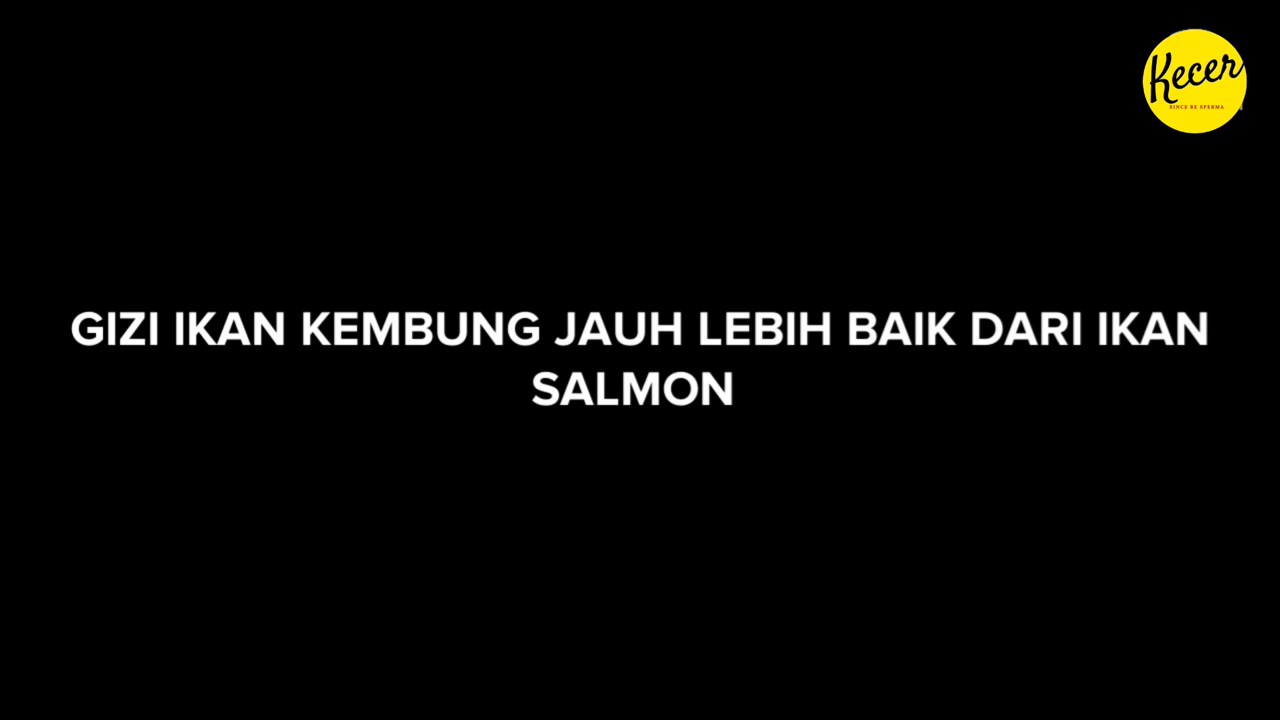 Kecer
SINCE BE SPERMA
GIZI IKAN KEMBUNG JAUH LEBIH BAIK DARI IKAN
SALMON